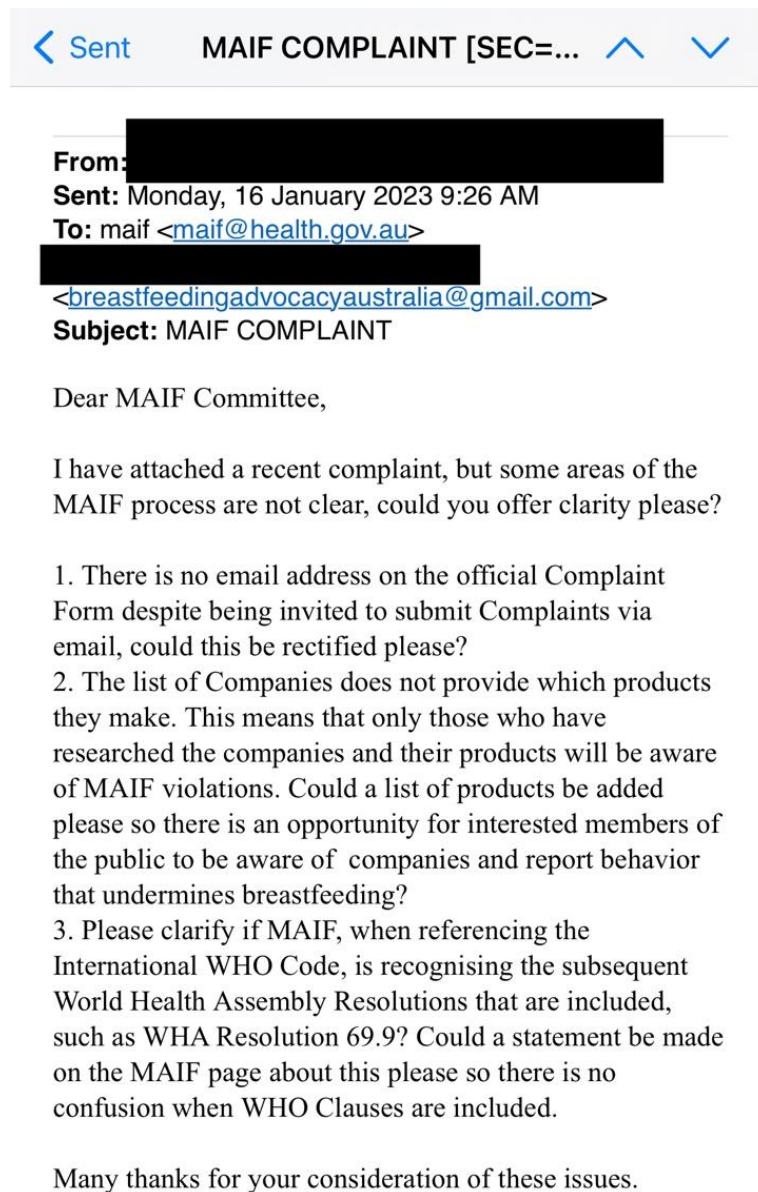 Sent MAIF COMPLAINT [SEC=...
From:
Sent: Monday, 16 January 2023 9:26 AM
To: maif <maif@health.gov.au>
<breastfeedingadvocacyaustralia@gmail.com>
Subject: MAIF COMPLAINT
Dear MAIF Committee,
I have attached a recent complaint, but some areas of the
MAIF process are not clear, could you offer clarity please?
1. There is no email address on the official Complaint
Form despite being invited to submit Complaints via
email, could this be rectified please?
2. The list of Companies does not provide which products
they make. This means that only those who have
researched the companies and their products will be aware
of MAIF violations. Could a list of products be added
please so there is an opportunity for interested members of
the public to be aware of  companies and report behavior
that undermines breastfeeding?
3. Please clarify if MAIF, when referencing the
International WHO Code, is recognising the subsequent
World Health Assembly Resolutions that are included,
such as WHA Resolution 69.9? Could a statement be made
on the MAIF page about this please so there is no
confusion when WHO Clauses are included.
Many thanks for your consideration of these issues.